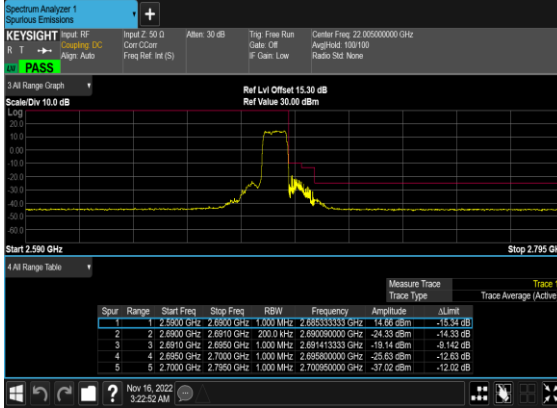 Spectrum Analyzer 1
Spurious Emissions
+
KEYSIGHT
R T
LXI PASS
Input: RF
Coupling: DC
Align: Auto
Input Z: 50 Ω
Corr CCorr
Freq Ref: Int (S)
Atten: 30 dB
Trig: Free Run
Gate: Off
IF Gain: Low
Center Freq: 22.005000000 GHz
Avg|Hold: 100/100
Radio Std: None
3 All Range Graph
Scale/Div 10.0 dB
Ref Lvl Offset 15.30 dB
Ref Value 30.00 dBm
Log
20.0
10.0
0.00
-10.0
-20.0
-30.0
-40.0
-50.0
-60.0
Start 2.590 GHz
Stop 2.795 GH
4 All Range Table
Measure Trace Trace 1
Trace Type Trace Average (Active
Spur Range Start Freq Stop Freq RBW Frequency Amplitude ΔLimit
1 1 2.5900 GHz 2.6900 GHz 1.000 MHz 2.685333333 GHz 14.66 dBm -15.34 dB
2 2 2.6900 GHz 2.6910 GHz 200.0 kHz 2.690090000 GHz -24.33 dBm -14.33 dB
3 3 2.6910 GHz 2.6950 GHz 1.000 MHz 2.691413333 GHz -19.14 dBm -9.142 dB
4 4 2.6950 GHz 2.7000 GHz 1.000 MHz 2.695800000 GHz -25.63 dBm -12.63 dB
5 5 2.7000 GHz 2.7950 GHz 1.000 MHz 2.700950000 GHz -37.02 dBm -12.02 dB
?
Nov 16, 2022
3:22:52 AM